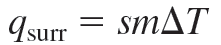 q_surr = smΔT